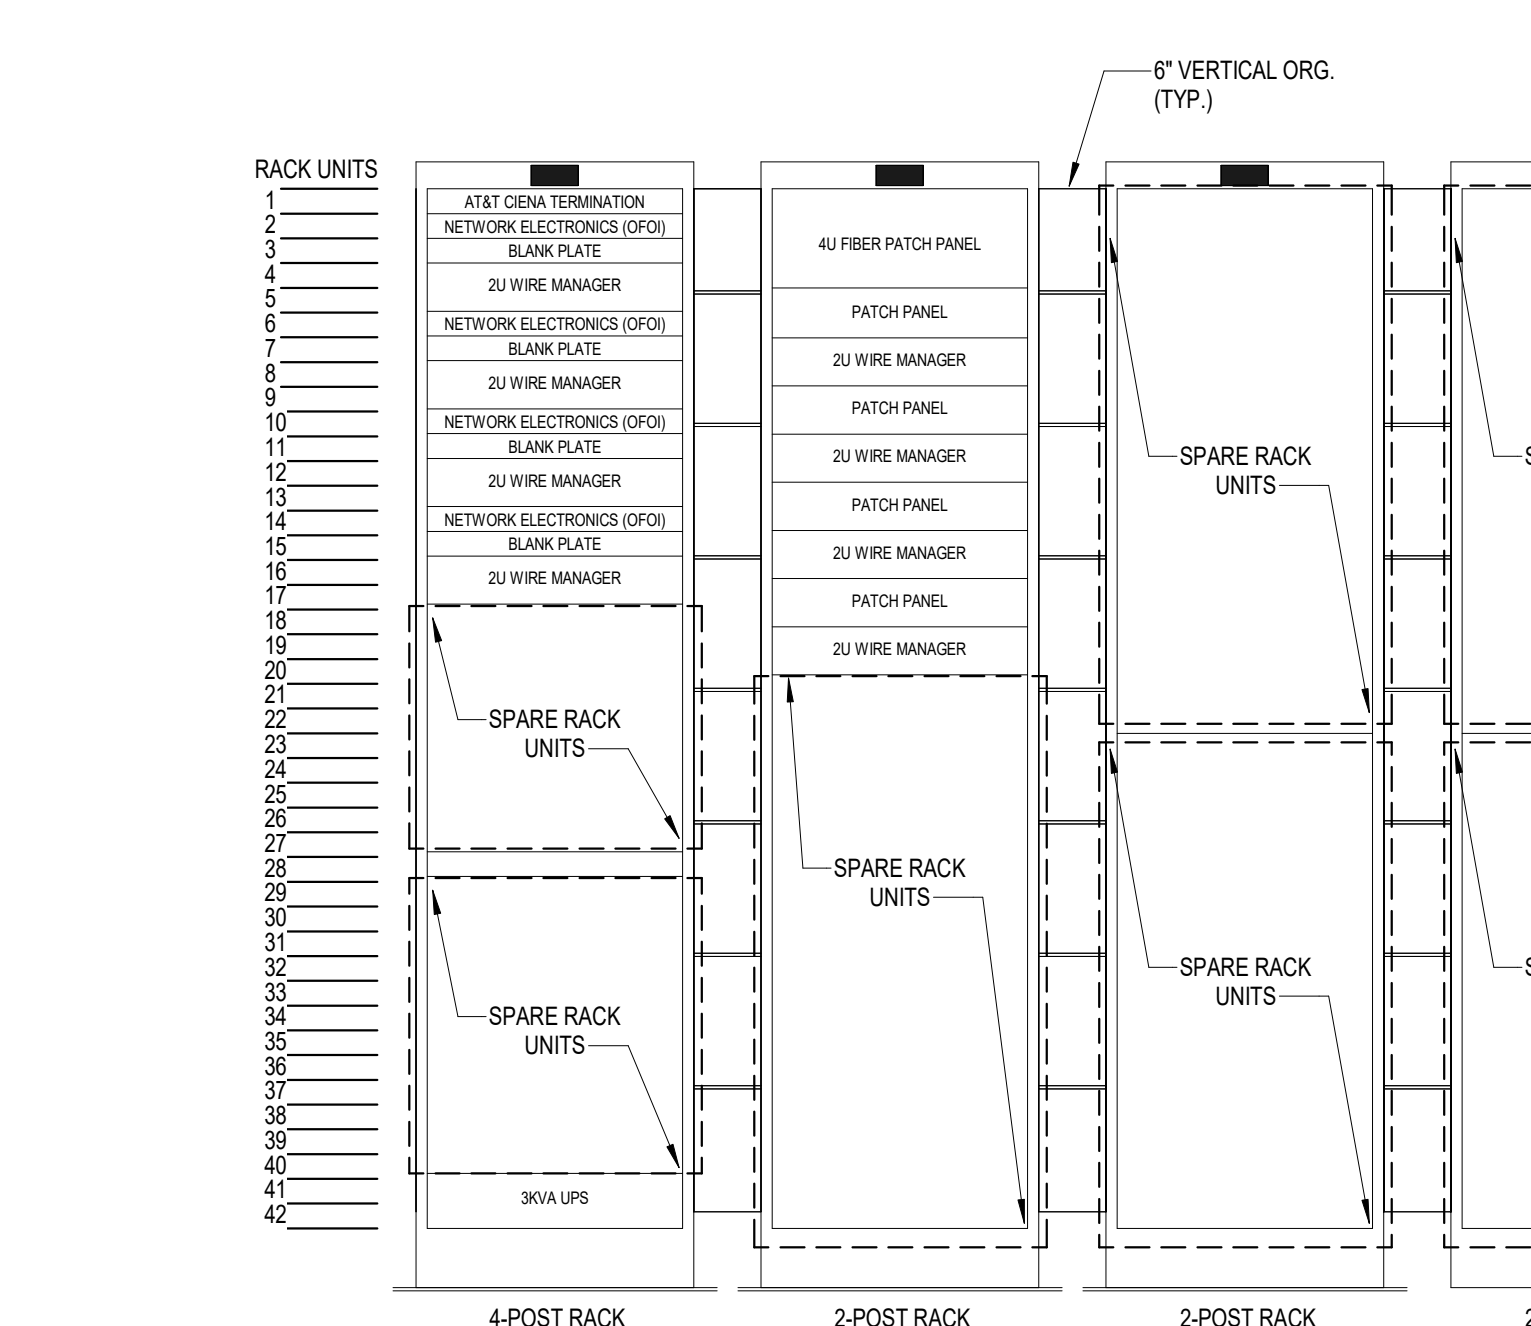 6" VERTICAL ORG.
(TYP.)
RACK UNITS
1
2
3
4
5
6
7
8
9
10
11
12
13
14
15
16
17
18
19
20
21
22
23
24
25
26
27
28
29
30
31
32
33
34
35
36
37
38
39
40
41
42
AT&T CIENA TERMINATION
NETWORK ELECTRONICS (OFOI)
BLANK PLATE
2U WIRE MANAGER
NETWORK ELECTRONICS (OFOI)
BLANK PLATE
2U WIRE MANAGER
NETWORK ELECTRONICS (OFOI)
BLANK PLATE
2U WIRE MANAGER
NETWORK ELECTRONICS (OFOI)
BLANK PLATE
2U WIRE MANAGER
SPARE RACK
UNITS
SPARE RACK
UNITS
3KVA UPS
4-POST RACK
4U FIBER PATCH PANEL
PATCH PANEL
2U WIRE MANAGER
PATCH PANEL
2U WIRE MANAGER
PATCH PANEL
2U WIRE MANAGER
PATCH PANEL
2U WIRE MANAGER
SPARE RACK
UNITS
2-POST RACK
SPARE RACK
UNITS
SPARE RACK
UNITS
2-POST RACK